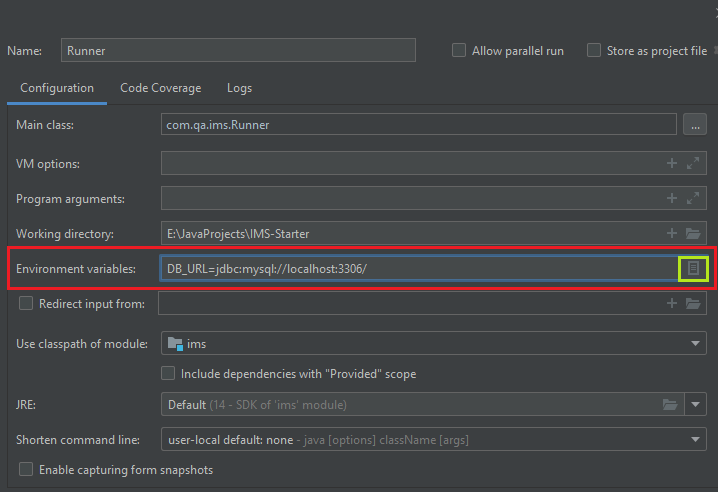 Name: Runner Allow parallel run Store as project file
Configuration Code Coverage Logs
Main class: com.qa.ims.Runner ...
VM options:
Program arguments:
Working directory: E:\JavaProjects\IMS-Starter
Environment variables: DB_URL=jdbc:mysql://localhost:3306/
Redirect input from:
Use classpath of module: ims
Include dependencies with "Provided" scope
JRE: Default (14 - SDK of 'ims' module)
Shorten command line: user-local default: none - java [options] className [args]
Enable capturing form snapshots